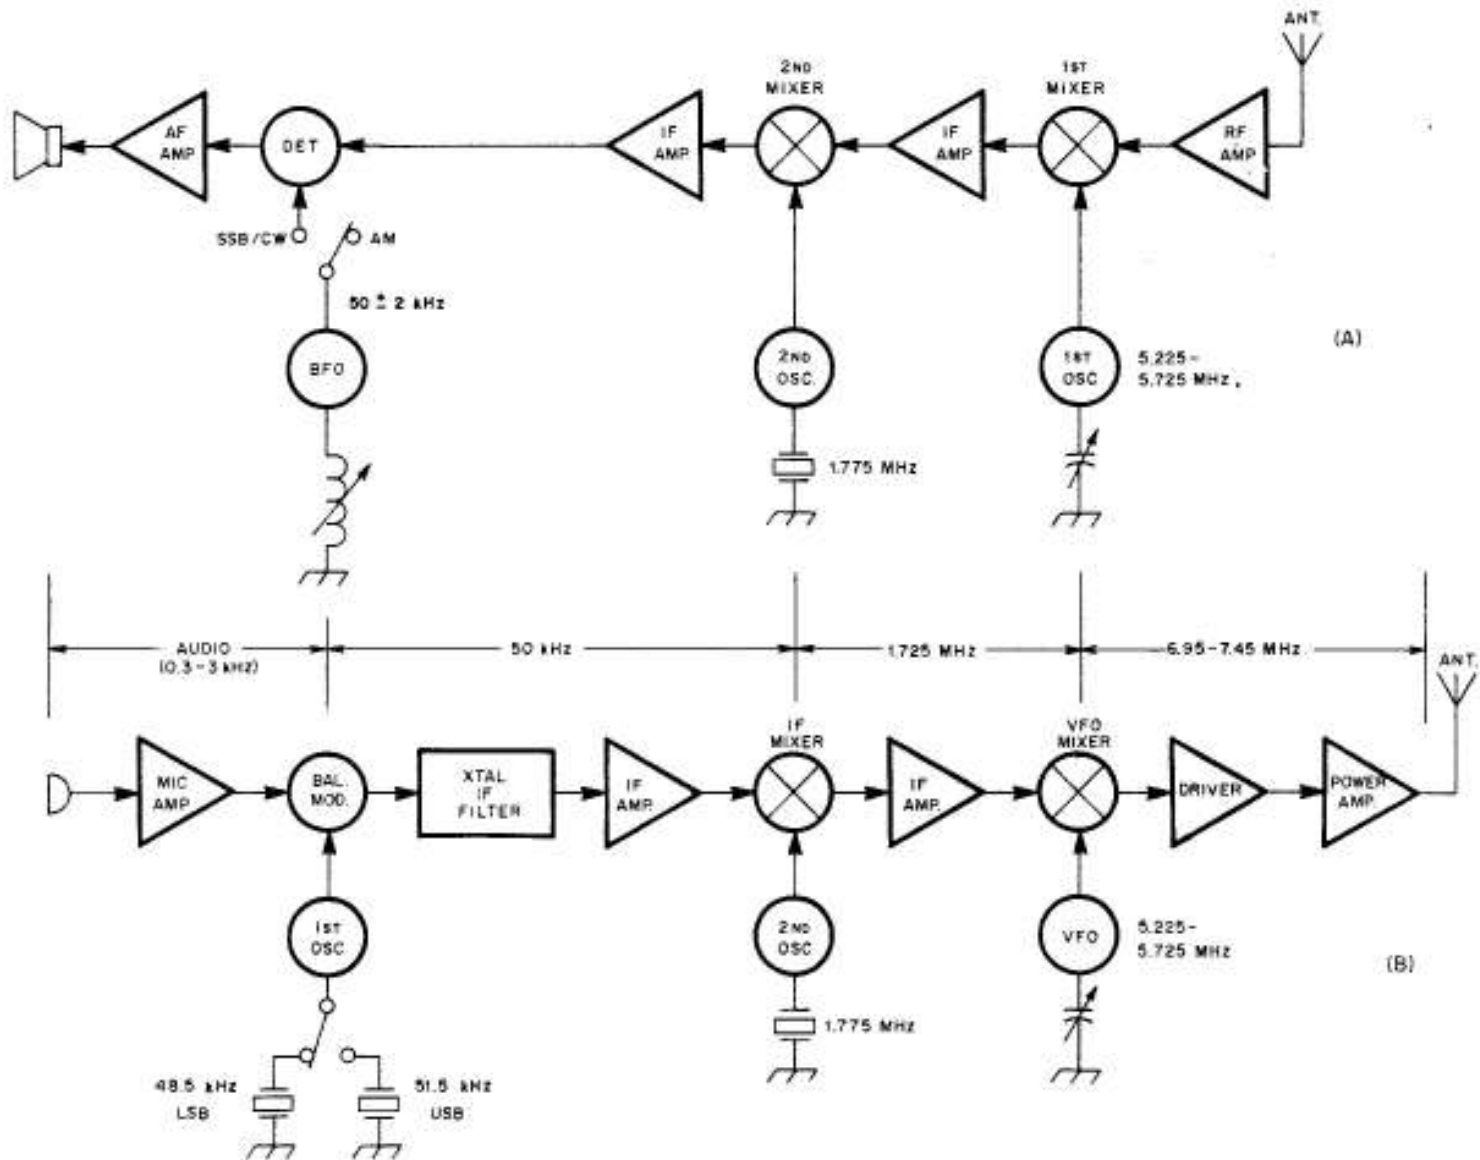 ANT.
2ND
MIXER
1ST
MIXER
AF
AMP
DET
IF
AMP
IF
AMP
RF
AMP
SSB/CW
AM
50 ± 2 kHz
BFO
2ND
OSC.
1ST
OSC
5.225-
5.725 MHz.
(A)
1.775 MHz
AUDIO
(0.3-3 kHz)
50 kHz
1.725 MHz
6.95-7.45 MHz
ANT.
IF
MIXER
VFO
MIXER
MIC
AMP
BAL.
MOD.
XTAL
IF
FILTER
IF
AMP.
IF
AMP.
DRIVER
POWER
AMP.
1ST
OSC
2ND
OSC
VFO
5.225-
5.725 MHz
(B)
1.775 MHz
48.5 kHz
LSB
51.5 kHz
USB